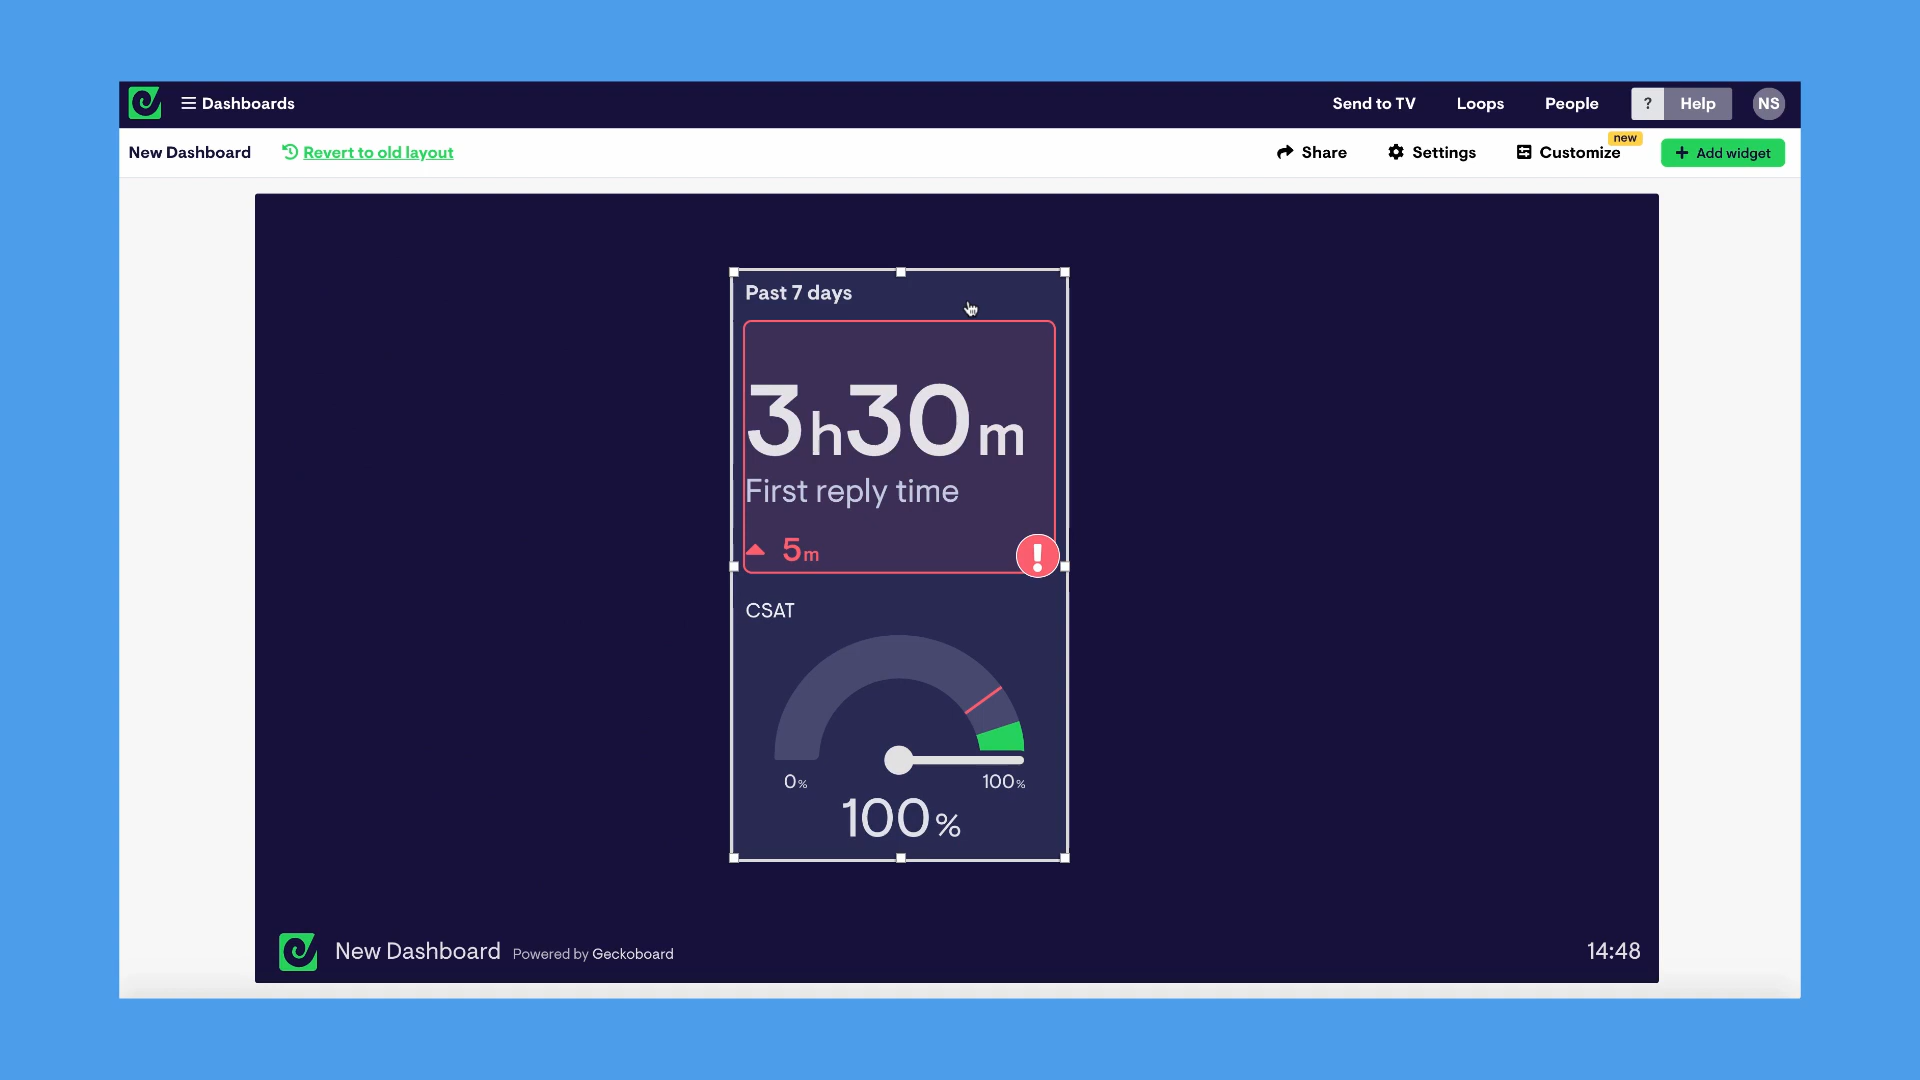 Dashboards
Send to TV
Loops
People
?
Help
NS
New Dashboard
Revert to old layout
Share
Settings
Customize
new
+ Add widget
Past 7 days
3h30m
First reply time
5m
!
CSAT
0%
100%
100%
New Dashboard
Powered by Geckoboard
14:48